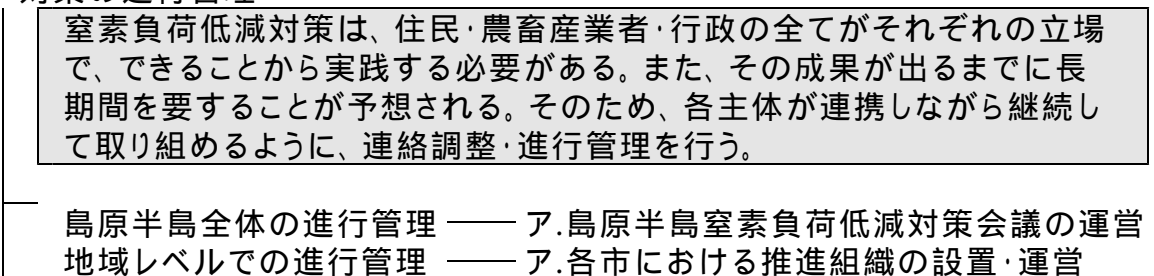 窒素負荷低減対策は、住民・農畜産業者・行政の全てがそれぞれの立場
で、できることから実践する必要がある。また、その成果が出るまでに長
期間を要することが予想される。そのため、各主体が連携しながら継続し
て取り組めるように、連絡調整・進行管理を行う。
島原半島全体の進行管理 ―― ア.島原半島窒素負荷低減対策会議の運営
地域レベルでの進行管理 ―― ア.各市における推進組織の設置・運営